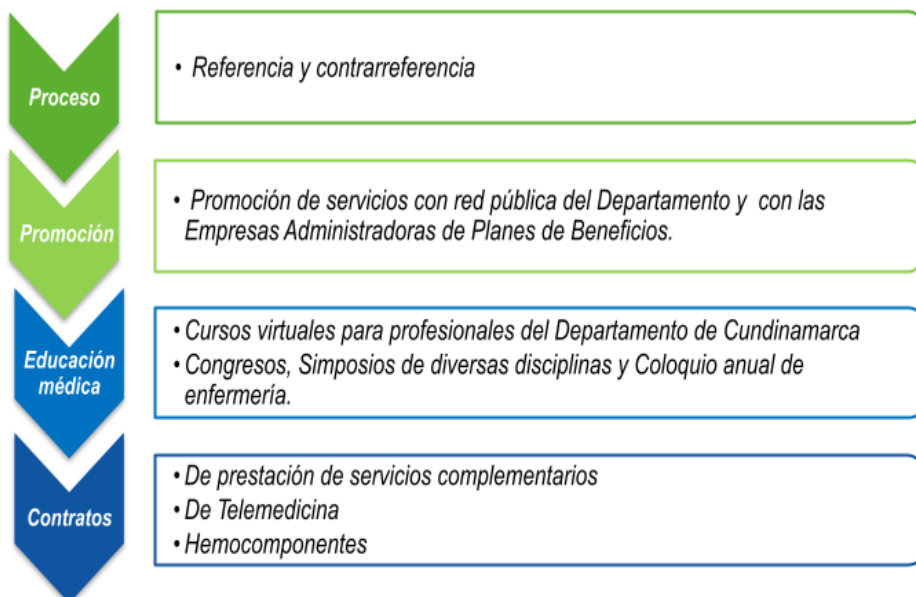 Proceso
• Referencia y contrarreferencia
Promoción
• Promoción de servicios con red pública del Departamento y con las
Empresas Administradoras de Planes de Beneficios.
Educación
médica
• Cursos virtuales para profesionales del Departamento de Cundinamarca
• Congresos, Simposios de diversas disciplinas y Coloquio anual de
enfermería.
Contratos
• De prestación de servicios complementarios
• De Telemedicina
• Hemocomponentes